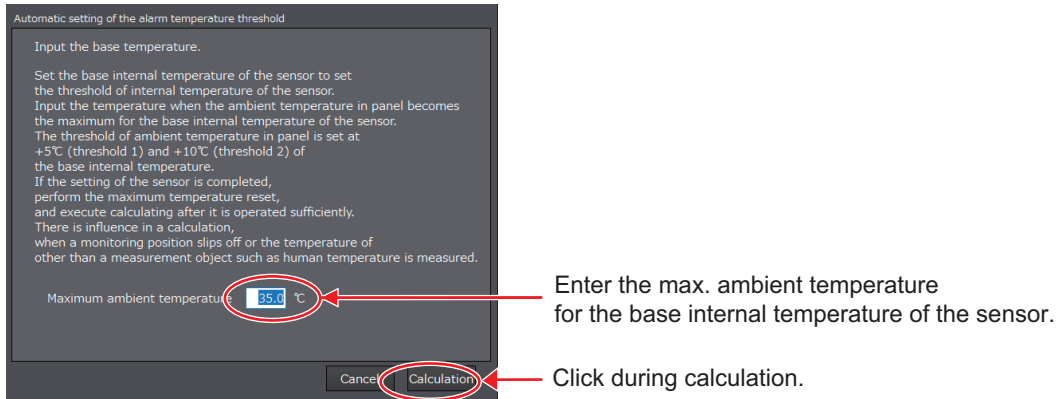 Automatic setting of the alarm temperature threshold
Input the base temperature.
Set the base internal temperature of the sensor to set
the threshold of internal temperature of the sensor.
Input the temperature when the ambient temperature in panel becomes
the maximum for the base internal temperature of the sensor.
The threshold of ambient temperature in panel is set at
+5℃ (threshold 1) and +10℃ (threshold 2) of
the base internal temperature.
If the setting of the sensor is completed,
perform the maximum temperature reset,
and execute calculating after it is operated sufficiently.
There is influence in a calculation,
when a monitoring position slips off or the temperature of
other than a measurement object such as human temperature is measured.
Maximum ambient temperature 35.0 ℃
Enter the max. ambient temperature
for the base internal temperature of the sensor.
Cancel Calculation
Click during calculation.